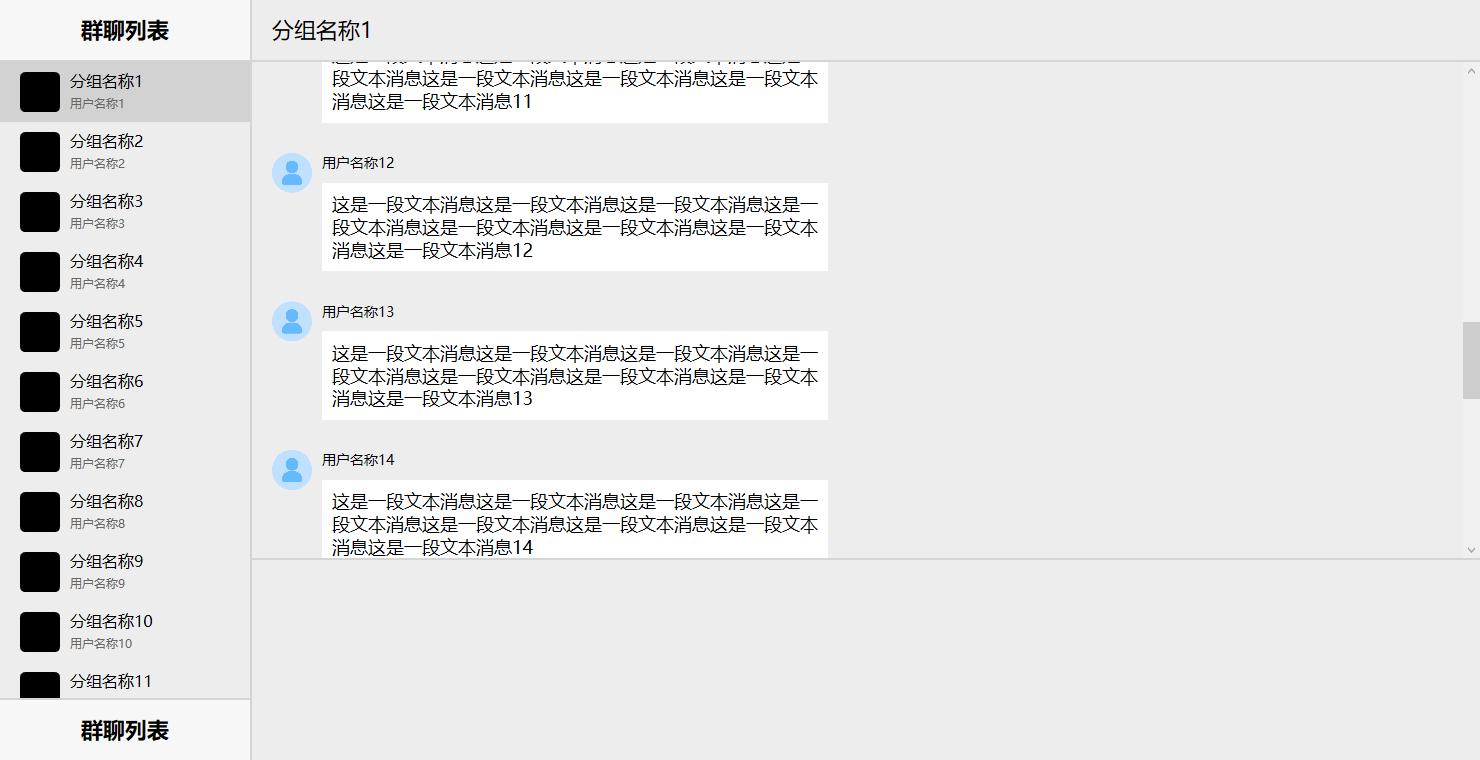 群聊列表
分组名称1
用户名称1
分组名称2
用户名称2
分组名称3
用户名称3
分组名称4
用户名称4
分组名称5
用户名称5
分组名称6
用户名称6
分组名称7
用户名称7
分组名称8
用户名称8
分组名称9
用户名称9
分组名称10
用户名称10
分组名称11
群聊列表
分组名称1
段文本消息这是一段文本消息这是一段文本消息这是一段文本
消息这是一段文本消息11
用户名称12
这是一段文本消息这是一段文本消息这是一段文本消息这是一
段文本消息这是一段文本消息这是一段文本消息这是一段文本
消息这是一段文本消息12
用户名称13
这是一段文本消息这是一段文本消息这是一段文本消息这是一
段文本消息这是一段文本消息这是一段文本消息这是一段文本
消息这是一段文本消息13
用户名称14
这是一段文本消息这是一段文本消息这是一段文本消息这是一
段文本消息这是一段文本消息这是一段文本消息这是一段文本
消息这是一段文本消息14